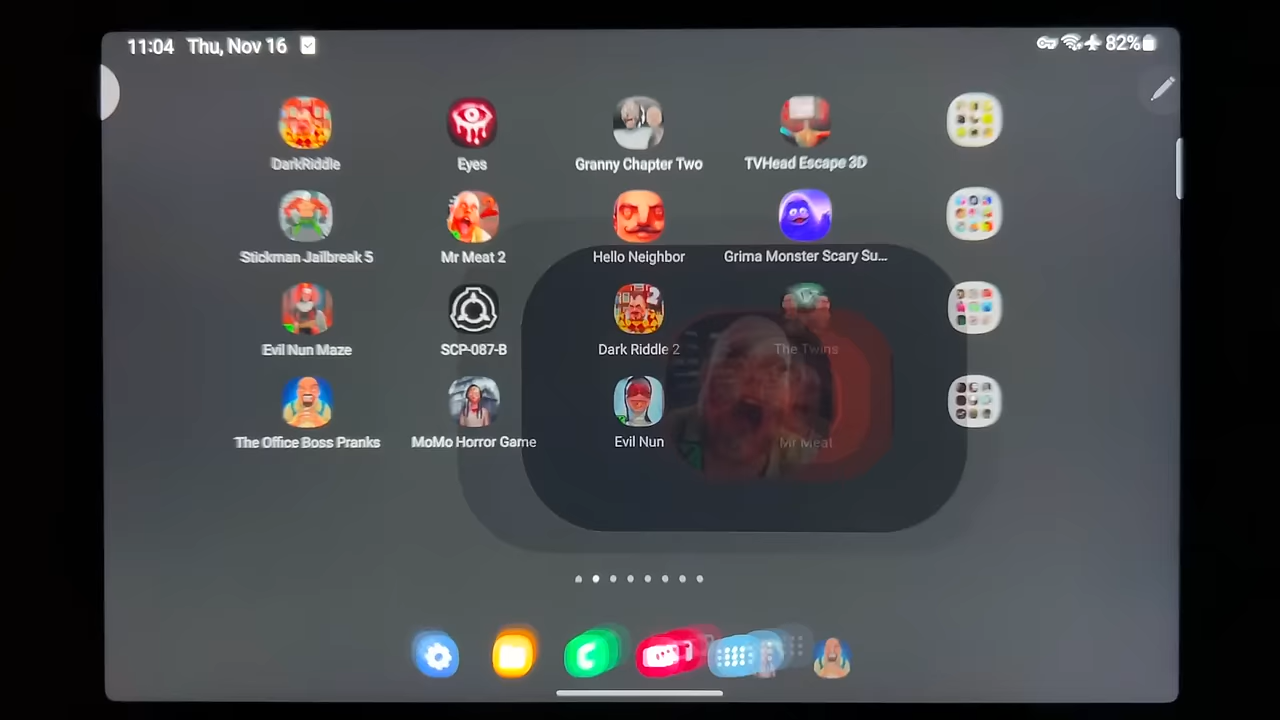 11:04 Thu, Nov 16
82%
DarkRiddle
Eyes
Granny Chapter Two
TVHead Escape 3D
Stickman Jailbreak 5
Mr Meat 2
Hello Neighbor
Grima Monster Scary Su...
Evil Nun Maze
SCP-087-B
2
Dark Riddle 2
The Twins
The Office Boss Pranks
MoMo Horror Game
Evil Nun
Mr Meat